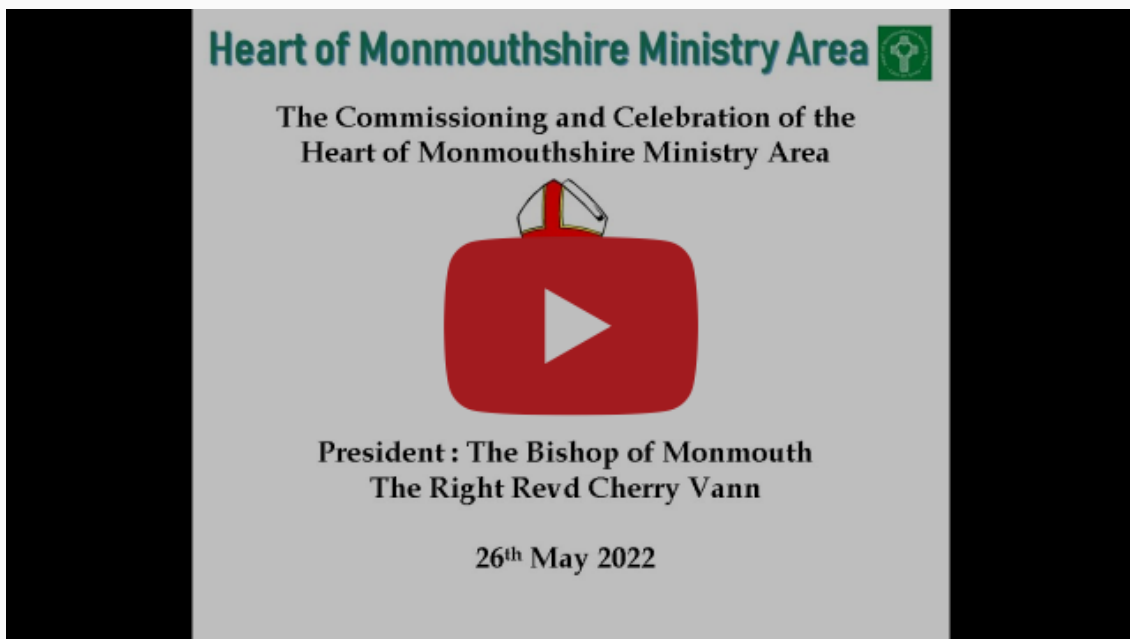 Heart of Monmouthshire Ministry Area
The Commissioning and Celebration of the
Heart of Monmouthshire Ministry Area
President : The Bishop of Monmouth
The Right Revd Cherry Vann
26th May 2022